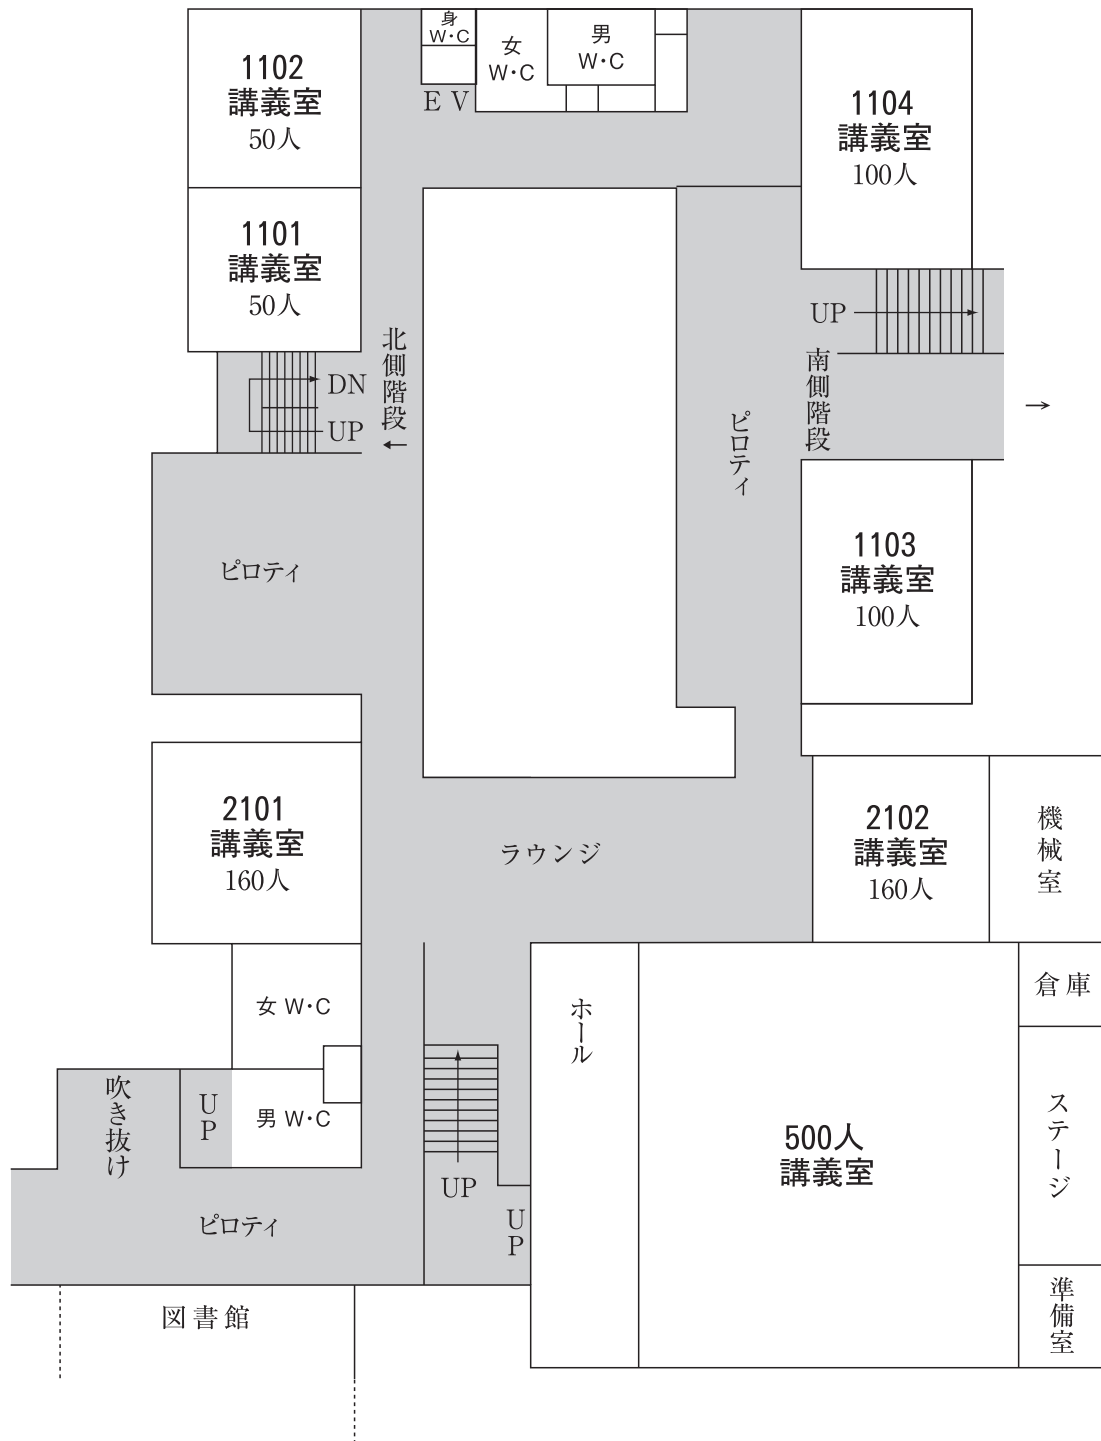 1102
講義室
50人
身
W・C
女
W・C
男
W・C
E V
1104
講義室
100人
1101
講義室
50人
UP
DN
UP
北側階段
←
南側階段
→
ピロティ
ピロティ
1103
講義室
100人
2101
講義室
160人
ラウンジ
2102
講義室
160人
機械室
女 W・C
ホール
倉庫
吹き抜け
UP
男 W・C
500人
講義室
ステージ
UP
UP
ピロティ
図書館
準備室